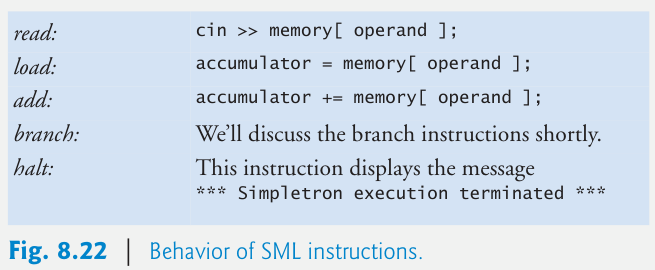 read: cin >> memory[ operand ];
load: accumulator = memory[ operand ];
add: accumulator += memory[ operand ];
branch: We'll discuss the branch instructions shortly.
halt: This instruction displays the message
*** Simpletron execution terminated ***
Fig. 8.22 | Behavior of SML instructions.